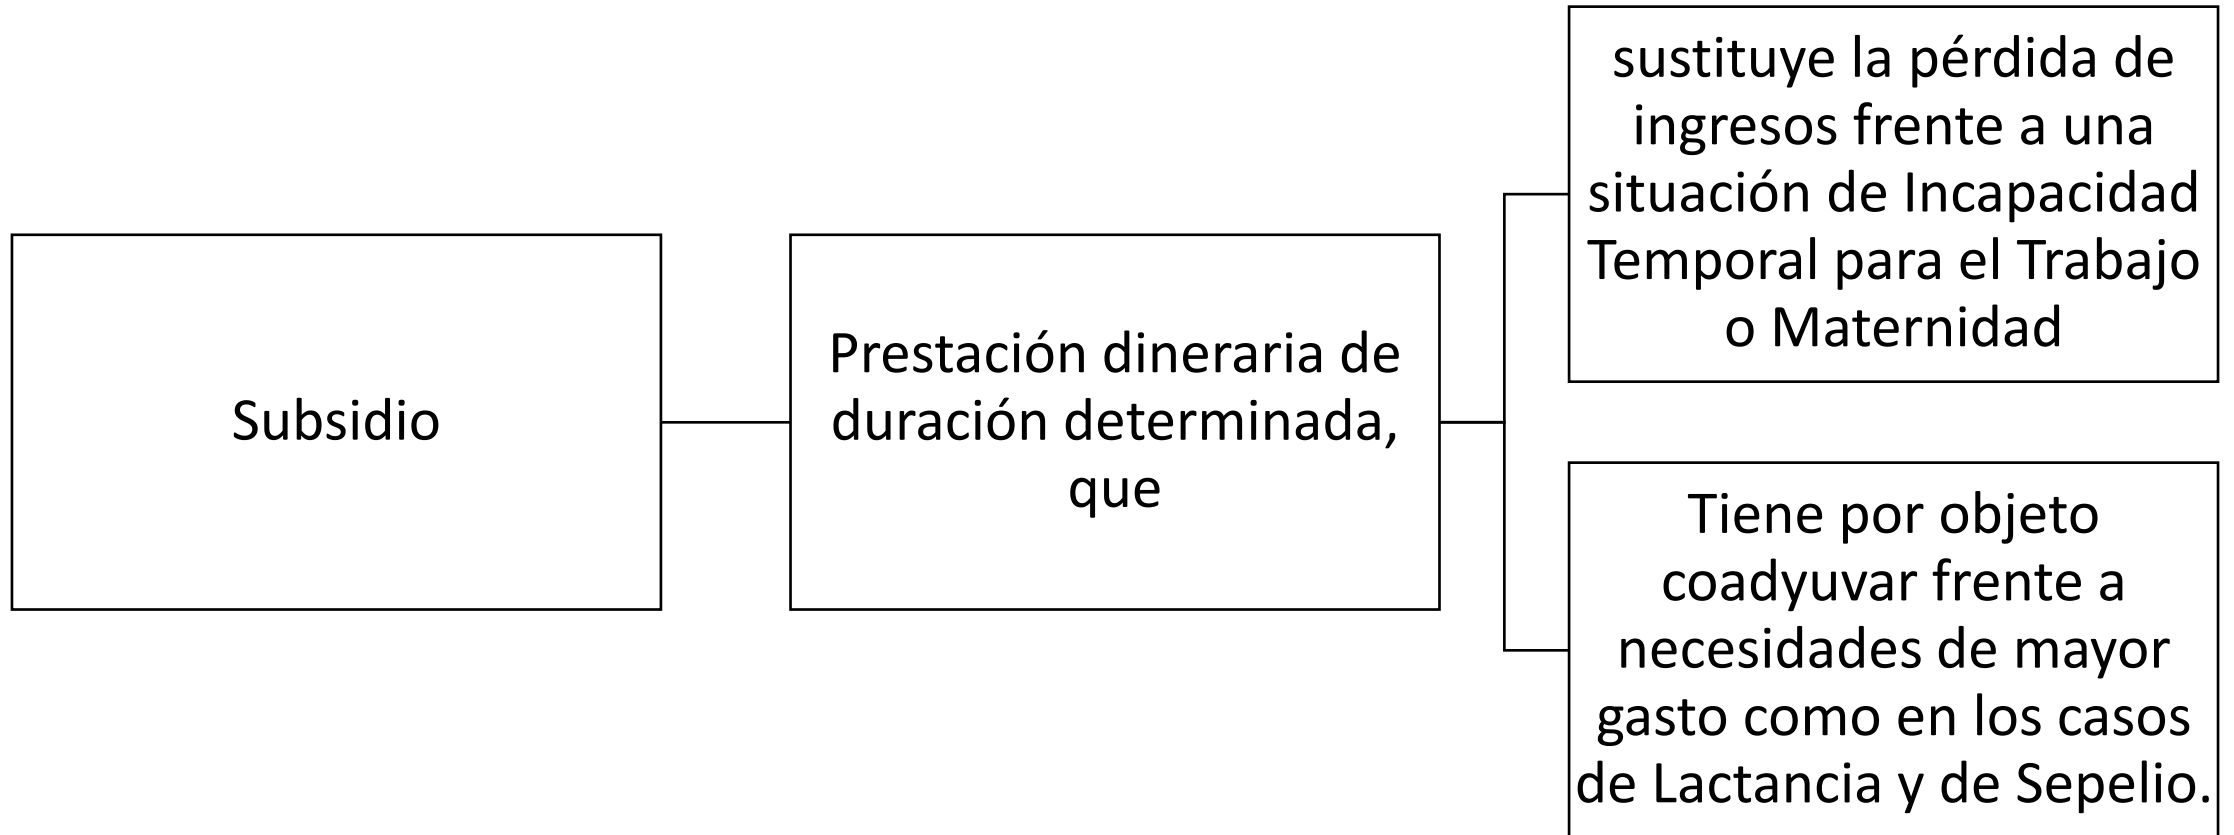 Subsidio
Prestación dineraria de
duración determinada,
que
sustituye la pérdida de
ingresos frente a una
situación de Incapacidad
Temporal para el Trabajo
o Maternidad
Tiene por objeto
coadyuvar frente a
necesidades de mayor
gasto como en los casos
de Lactancia y de Sepelio.